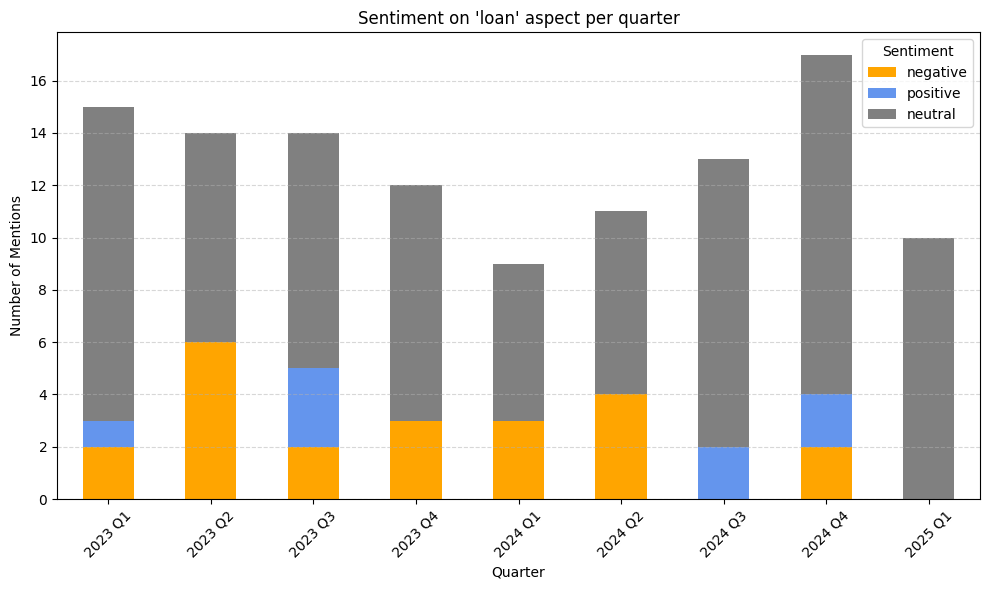 Sentiment on 'loan' aspect per quarter
Sentiment
negative
positive
neutral
Number of Mentions
16
14
12
10
8
6
4
2
0
2023 Q1
2023 Q2
2023 Q3
2023 Q4
2024 Q1
2024 Q2
2024 Q3
2024 Q4
2025 Q1
Quarter